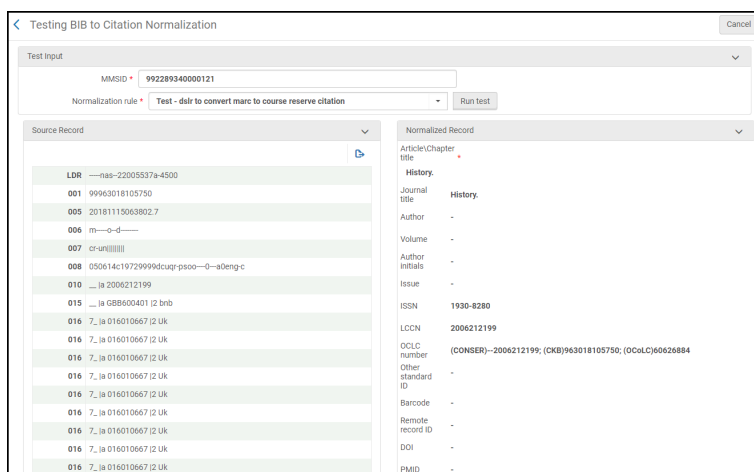 Testing BIB to Citation Normalization
Cancel
Test Input
MMSID * 992289340000121
Normalization rule * Test - dslr to convert marc to course reserve citation
Run test
Source Record
LDR -----nas--22005537a-4500
001 99963018105750
005 20181115063802.7
006 m-----o--d--------
007 cr-un|||||||||
008 050614c19729999dcuqr-psoo----0---a0eng-c
010 __ |a 2006212199
015 __ |a GBB600401 |2 bnb
016 7_ |a 016010667 |2 Uk
016 7_ |a 016010667 |2 Uk
016 7_ |a 016010667 |2 Uk
016 7_ |a 016010667 |2 Uk
016 7_ |a 016010667 |2 Uk
016 7_ |a 016010667 |2 Uk
016 7_ |a 016010667 |2 Uk
016 7_ |a 016010667 |2 Uk
016 7_ |a 016010667 |2 Uk
Normalized Record
Article\Chapter
title *
History.
Journal
title History.
Author -
Volume -
Author
initials -
Issue -
ISSN 1930-8280
LCCN 2006212199
OCLC
number (CONSER)--2006212199; (CKB)963018105750; (OCoLC)60626884
Other
standard
ID -
Barcode -
Remote
record ID -
DOI -
PMID -